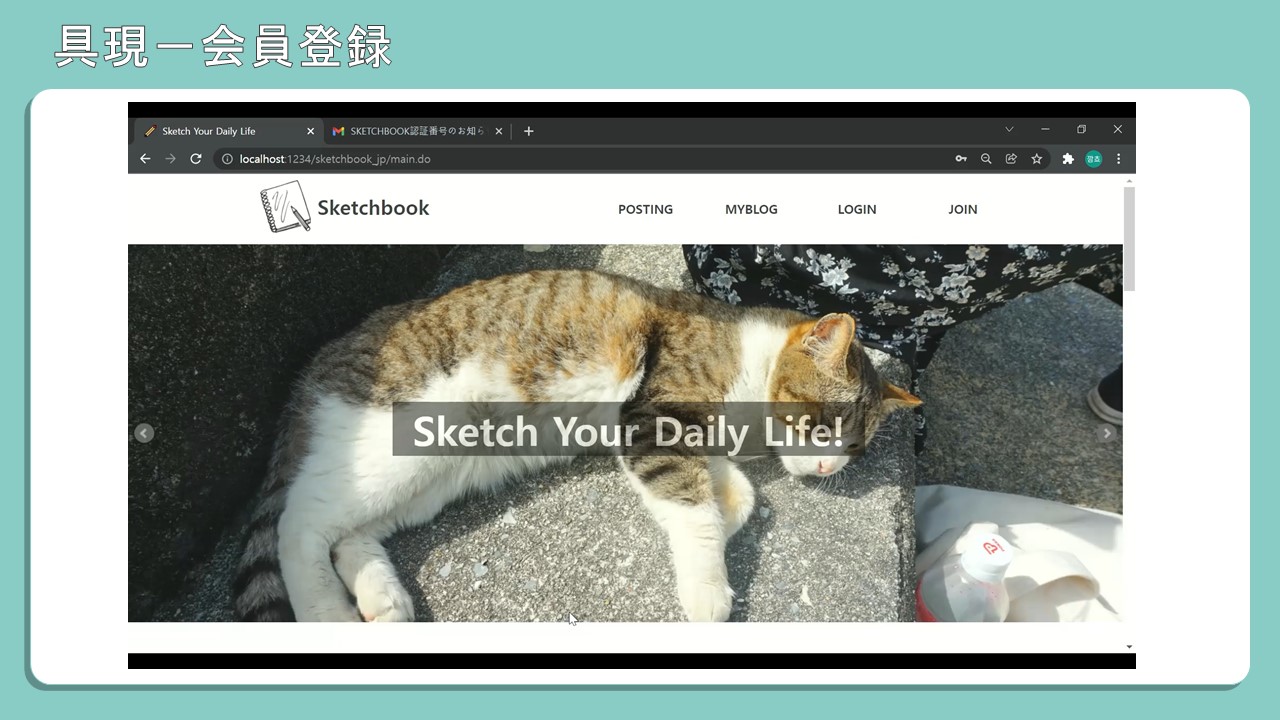 具現ー会員登録
Sketch Your Daily Life
SKETCHBOOK認証番号のお知ら
localhost:1234/sketchbook_jp/main.do
Sketchbook
POSTING
MYBLOG
LOGIN
JOIN
Sketch Your Daily Life!